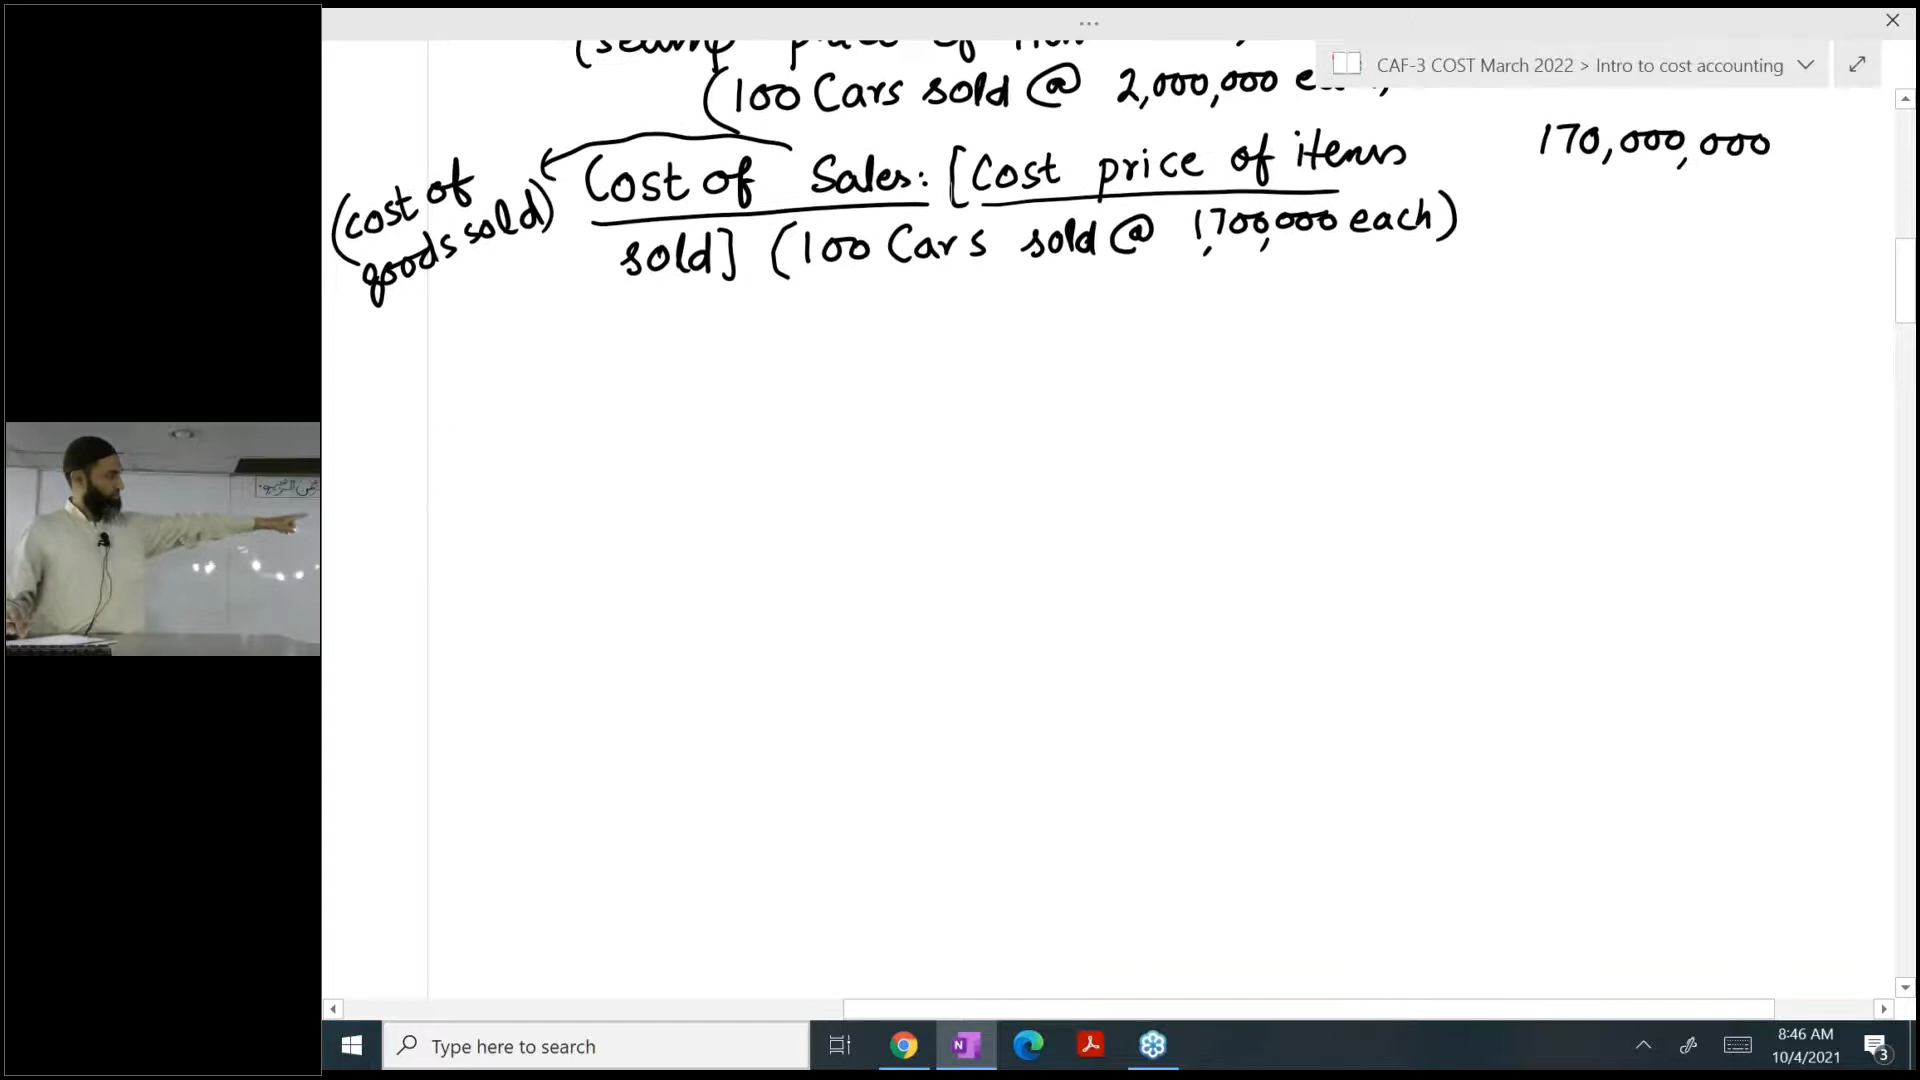 CAF-3 COST March 2022 > Intro to cost accounting
(100 Cars sold @ 2,000,000
170,000,000
Cost of Sales: [Cost price of items
(cost of goods sold)
sold] (100 Cars sold @ 1,700,000 each)
Type here to search
N
8:46 AM
10/4/2021
3